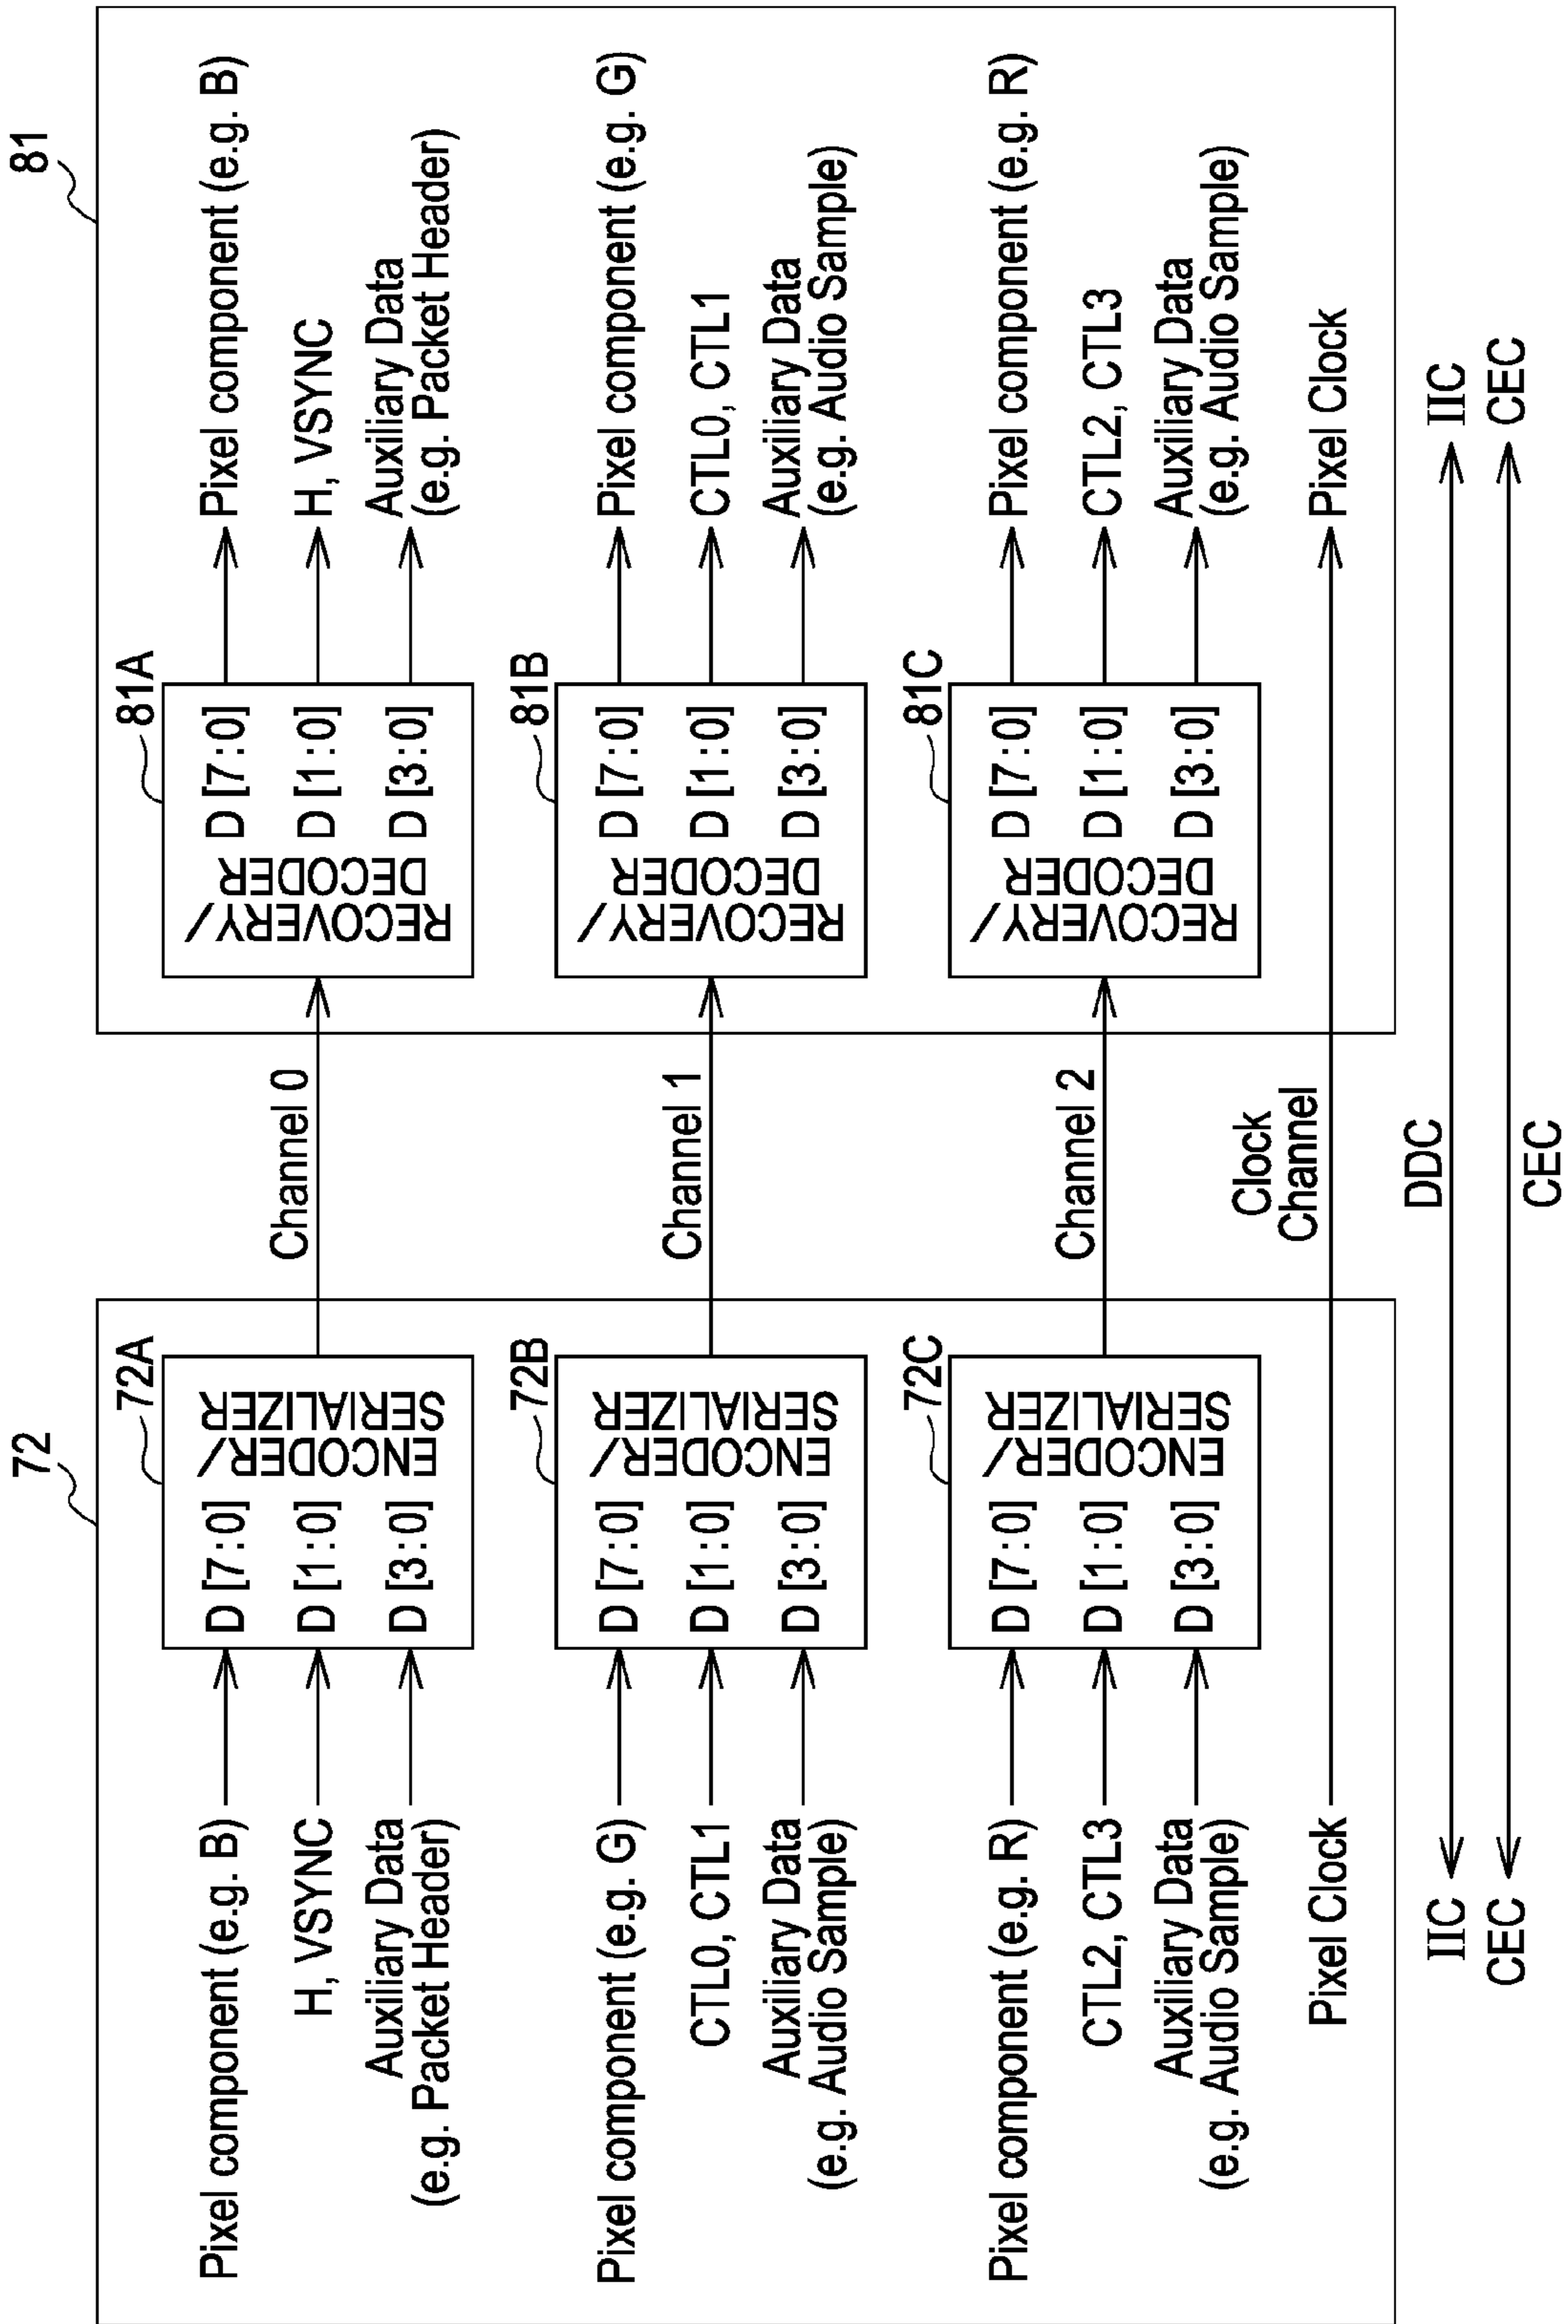 72
81
Pixel component (e.g. B)
H, VSYNC
Auxiliary Data
(e.g. Packet Header)
72A
D [7:0]
D [1:0]
D [3:0]
ENCODER/
SERIALIZER
Channel 0
81A
RECOVERY/
DECODER
D [7:0]
D [1:0]
D [3:0]
Pixel component (e.g. B)
H, VSYNC
Auxiliary Data
(e.g. Packet Header)
Pixel component (e.g. G)
CTL0, CTL1
Auxiliary Data
(e.g. Audio Sample)
72B
D [7:0]
D [1:0]
D [3:0]
ENCODER/
SERIALIZER
Channel 1
81B
RECOVERY/
DECODER
D [7:0]
D [1:0]
D [3:0]
Pixel component (e.g. G)
CTL0, CTL1
Auxiliary Data
(e.g. Audio Sample)
Pixel component (e.g. R)
CTL2, CTL3
Auxiliary Data
(e.g. Audio Sample)
72C
D [7:0]
D [1:0]
D [3:0]
ENCODER/
SERIALIZER
Channel 2
81C
RECOVERY/
DECODER
D [7:0]
D [1:0]
D [3:0]
Pixel component (e.g. R)
CTL2, CTL3
Auxiliary Data
(e.g. Audio Sample)
Pixel Clock
Clock
Channel
Pixel Clock
IIC
DDC
IIC
CEC
CEC
CEC